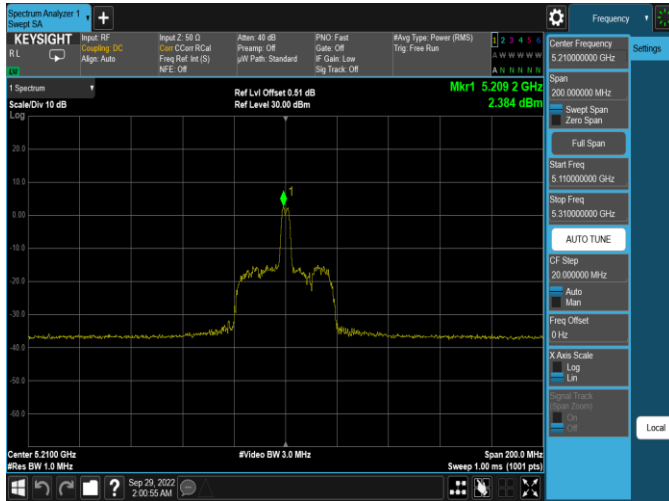 Spectrum Analyzer 1
Swept SA
Frequency
KEYSIGHT
R L
LU
Input: RF
Coupling: DC
Align: Auto
Input Z: 50 Ω
Corr CCorr RCal
Freq Ref: Int (S)
NFE: Off
Atten: 40 dB
Preamp: Off
µW Path: Standard
PNO: Fast
Gate: Off
IF Gain: Low
Sig Track: Off
#Avg Type: Power (RMS)
Trig: Free Run
1 2 3 4 5 6
A W W W W W
A N N N N N
1 Spectrum
Scale/Div 10 dB
Log
Ref Lvl Offset 0.51 dB
Ref Level 30.00 dBm
Mkr1 5.209 2 GHz
2.384 dBm
20.0
10.0
0.00
-10.0
-20.0
-30.0
-40.0
-50.0
-60.0
1
Center 5.2100 GHz
#Res BW 1.0 MHz
#Video BW 3.0 MHz
Span 200.0 MHz
Sweep 1.00 ms (1001 pts)
Sep 29, 2022
2:00:55 AM
Center Frequency
5.210000000 GHz
Span
200.000000 MHz
Swept Span
Zero Span
Full Span
Start Freq
5.110000000 GHz
Stop Freq
5.310000000 GHz
AUTO TUNE
CF Step
20.000000 MHz
Auto
Man
Freq Offset
0 Hz
X Axis Scale
Log
Lin
Signal Track
(Span Zoom)
On
Off
Settings
Local